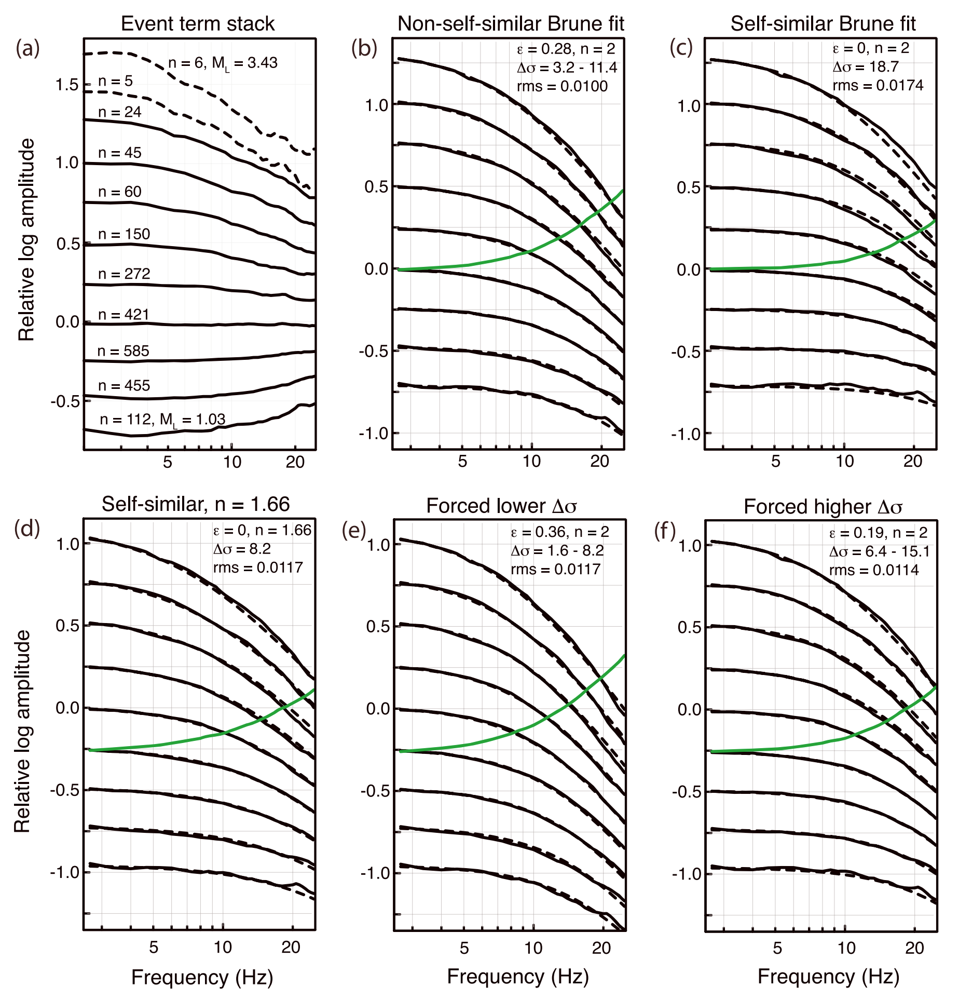 Event term stack
(a)
n = 6, M_L = 3.43
n = 5
n = 24
n = 45
n = 60
n = 150
n = 272
n = 421
n = 585
n = 455
n = 112, M_L = 1.03
1.5
1.0
0.5
0.0
-0.5
5 10 20
Relative log amplitude
Non-self-similar Brune fit
(b)
ε = 0.28, n = 2
Δσ = 3.2 - 11.4
rms = 0.0100
1.0
0.5
0.0
-0.5
-1.0
5 10 20
Self-similar Brune fit
(c)
ε = 0, n = 2
Δσ = 18.7
rms = 0.0174
1.0
0.5
0.0
-0.5
-1.0
5 10 20
Self-similar, n = 1.66
(d)
ε = 0, n = 1.66
Δσ = 8.2
rms = 0.0117
1.0
0.5
0.0
-0.5
-1.0
5 10 20
Relative log amplitude
Frequency (Hz)
Forced lower Δσ
(e)
ε = 0.36, n = 2
Δσ = 1.6 - 8.2
rms = 0.0117
1.0
0.5
0.0
-0.5
-1.0
5 10 20
Frequency (Hz)
Forced higher Δσ
(f)
ε = 0.19, n = 2
Δσ = 6.4 - 15.1
rms = 0.0114
1.0
0.5
0.0
-0.5
-1.0
5 10 20
Frequency (Hz)